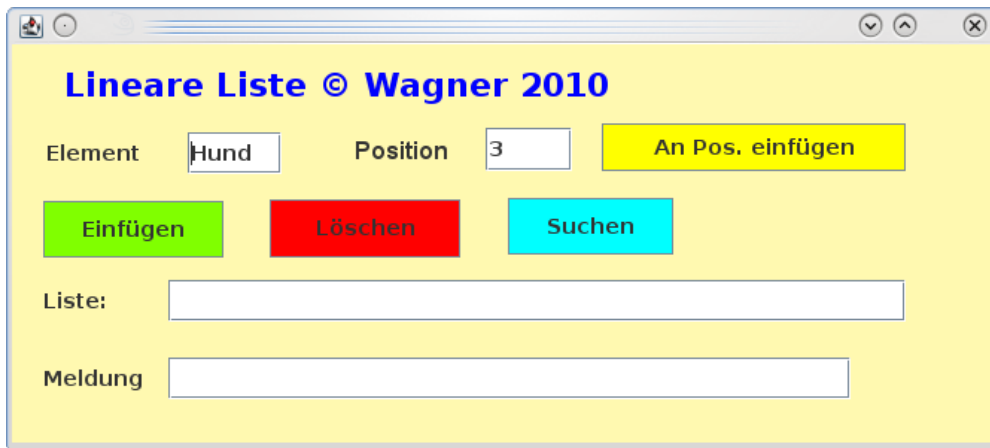 Lineare Liste © Wagner 2010
Element Hund Position 3 An Pos. einfügen
Einfügen Löschen Suchen
Liste:
Meldung